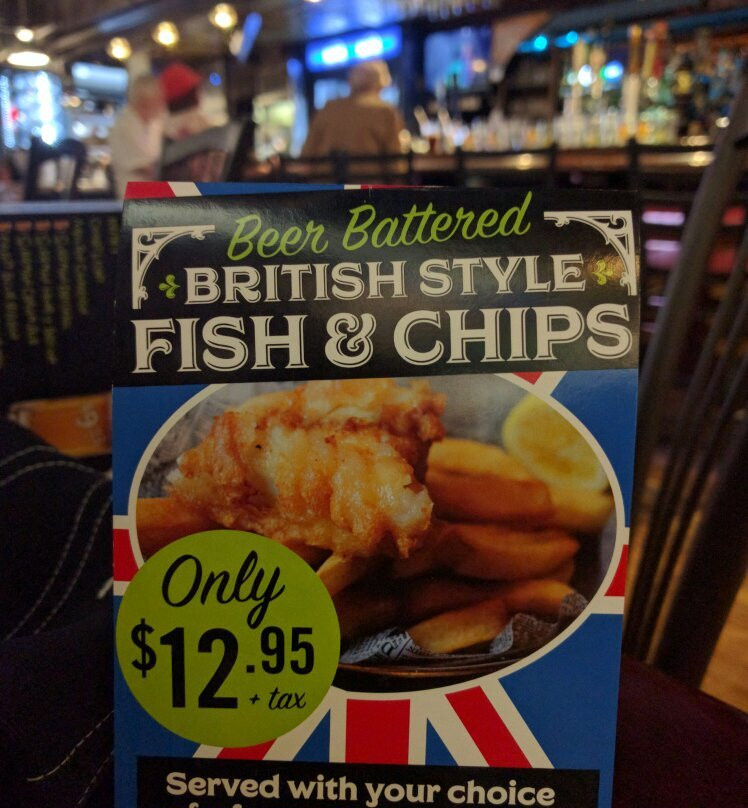 Beer Battered
BRITISH STYLE
FISH & CHIPS
Only
$12.95
+ tax
Served with your choice